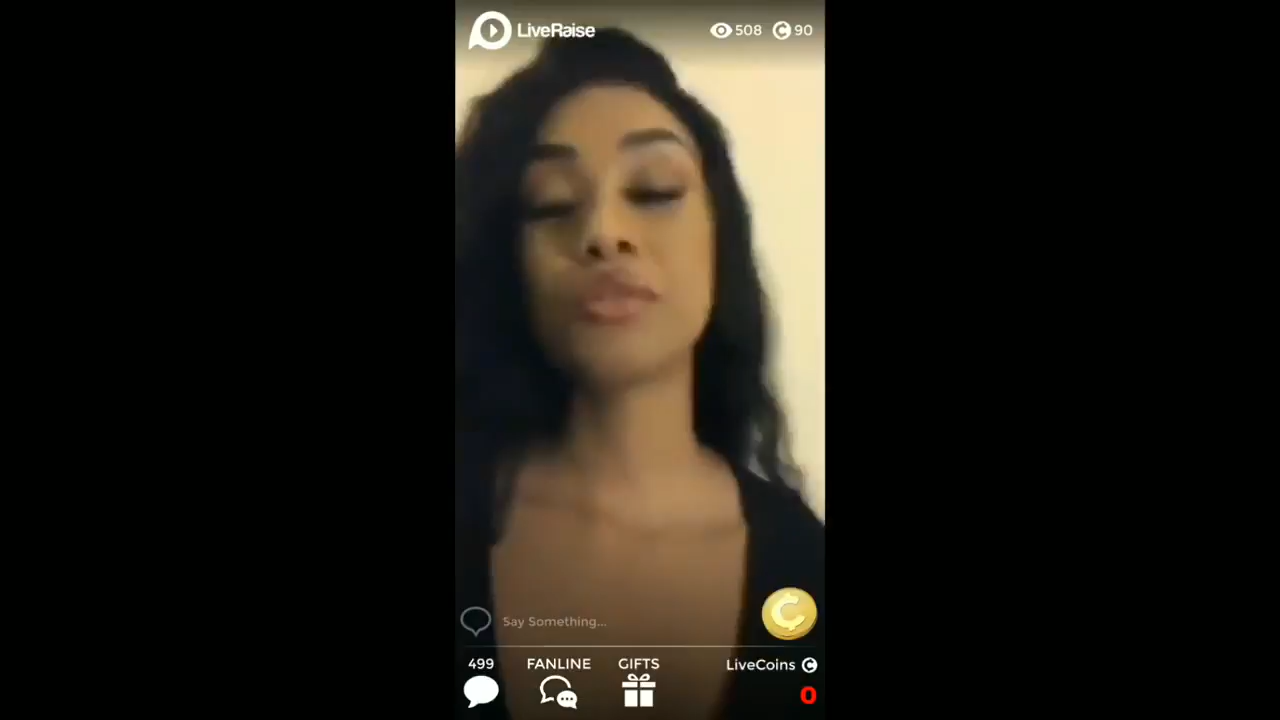 LiveRaise
508
90
Say Something...
499
FANLINE
GIFTS
LiveCoins
0